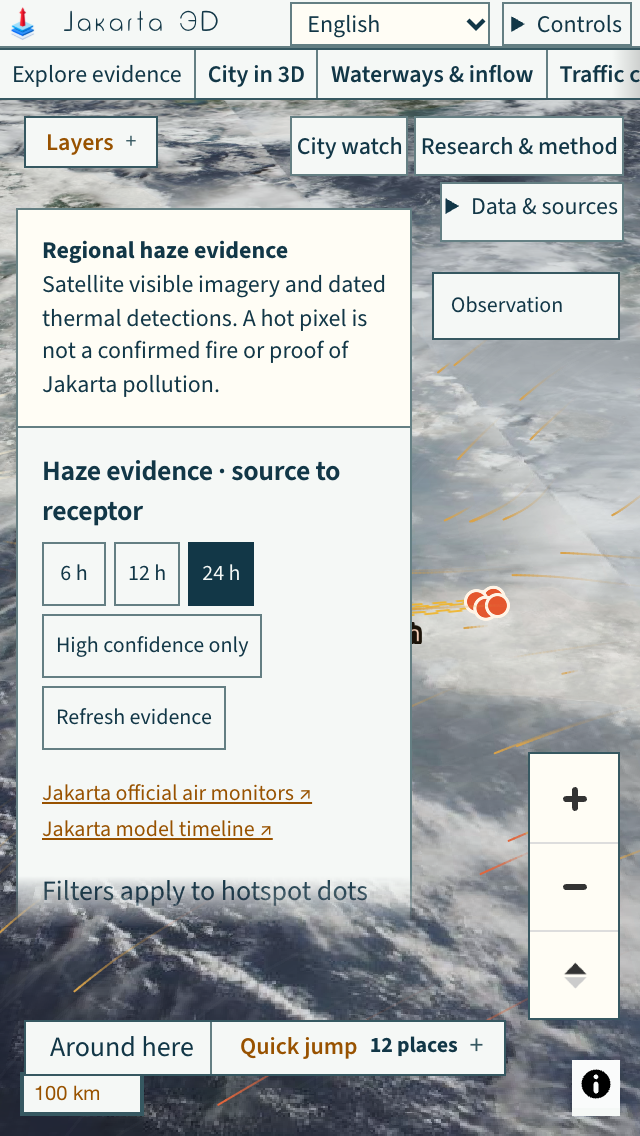 Jakarta 3D
English
Controls
Explore evidence
City in 3D
Waterways & inflow
Traffic c
Layers +
City watch
Research & method
Data & sources
Regional haze evidence
Satellite visible imagery and dated
thermal detections. A hot pixel is
not a confirmed fire or proof of
Jakarta pollution.
Observation
Haze evidence · source to
receptor
6 h
12 h
24 h
High confidence only
h
Refresh evidence
Jakarta official air monitors ↗
Jakarta model timeline ↗
Filters apply to hotspot dots
Around here
Quick jump 12 places +
100 km